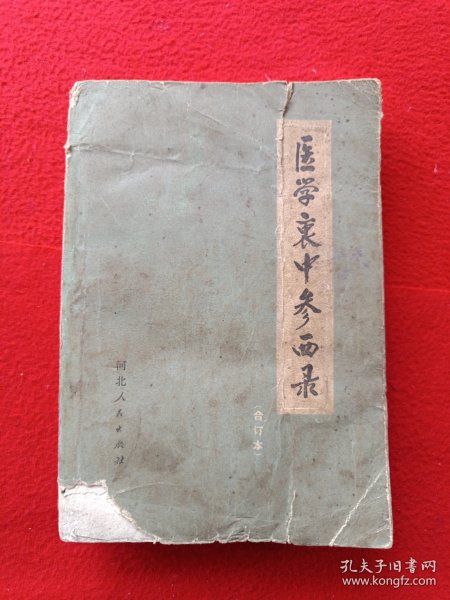 医学衷中参西录
（合订本）
河北人民出版社
孔夫子旧书网
www.kongfz.com